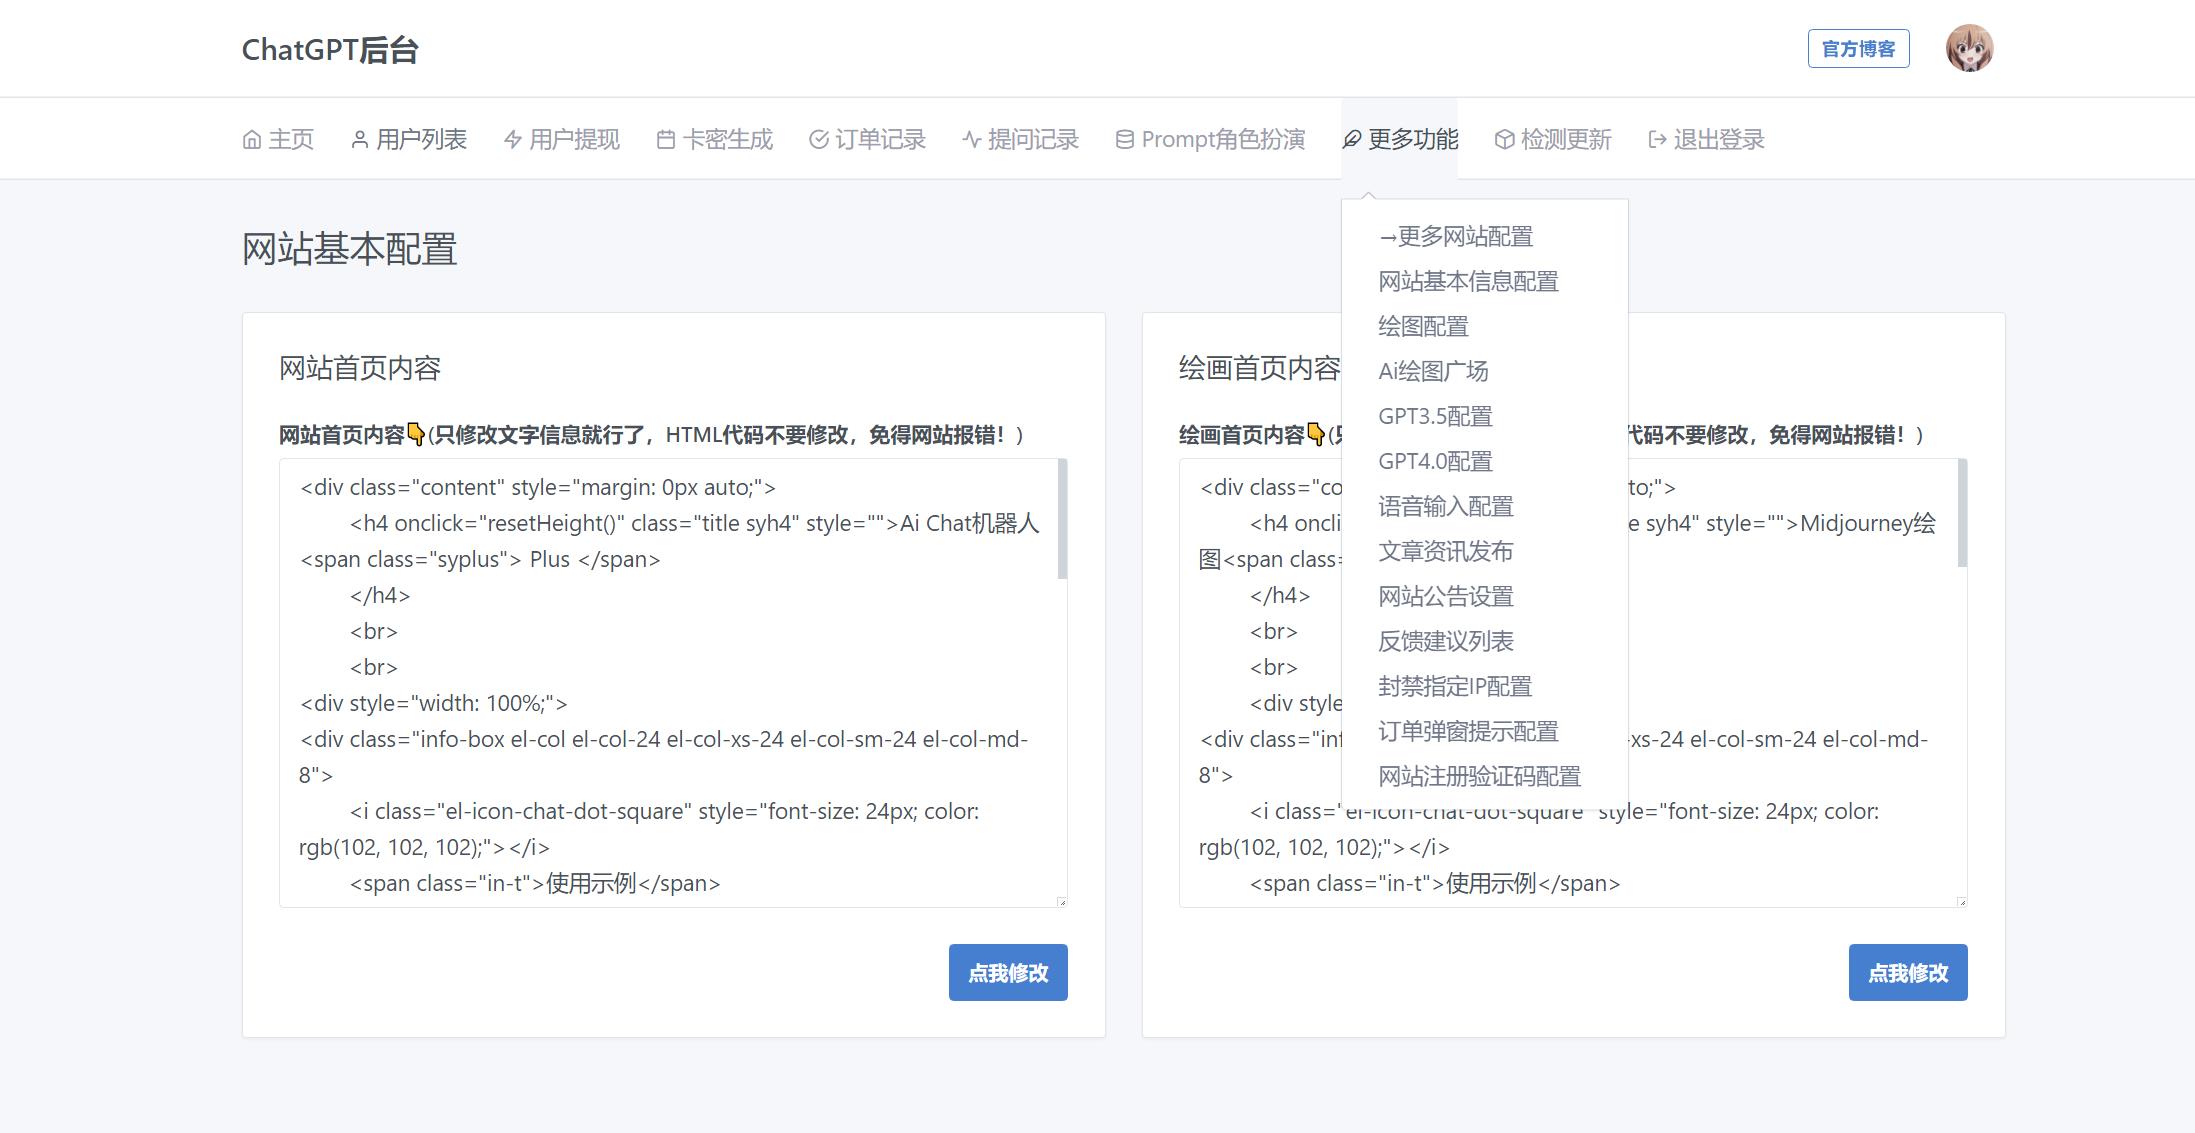 ChatGPT后台
官方博客
主页
用户列表
用户提现
卡密生成
订单记录
提问记录
Prompt角色扮演
更多功能
检测更新
退出登录
→更多网站配置
网站基本信息配置
绘图配置
Ai绘图广场
GPT3.5配置
GPT4.0配置
语音输入配置
文章资讯发布
网站公告设置
反馈建议列表
封禁指定IP配置
订单弹窗提示配置
网站注册验证码配置
网站基本配置
网站首页内容
网站首页内容👇(只修改文字信息就行了，HTML代码不要修改，免得网站报错！)
<div class="content" style="margin: 0px auto;">
<h4 onclick="resetHeight()" class="title syh4" style="">Ai Chat机器人
<span class="syplus"> Plus </span>
</h4>
<br>
<br>
<div style="width: 100%;">
<div class="info-box el-col el-col-24 el-col-xs-24 el-col-sm-24 el-col-md-
8">
<i class="el-icon-chat-dot-square" style="font-size: 24px; color:
rgb(102, 102, 102);"></i>
<span class="in-t">使用示例</span>
点我修改
绘画首页内容
绘画首页内容👇( 代码不要修改，免得网站报错！)
<div class="co to;">
<h4 oncli e syh4" style="">Midjourney绘
图<span class=
</h4>
<br>
<br>
<div style
<div class="inf -xs-24 el-col-sm-24 el-col-md-
8">
<i class="el-icon-chat-dot-square" style="font-size: 24px; color:
rgb(102, 102, 102);"></i>
<span class="in-t">使用示例</span>
点我修改